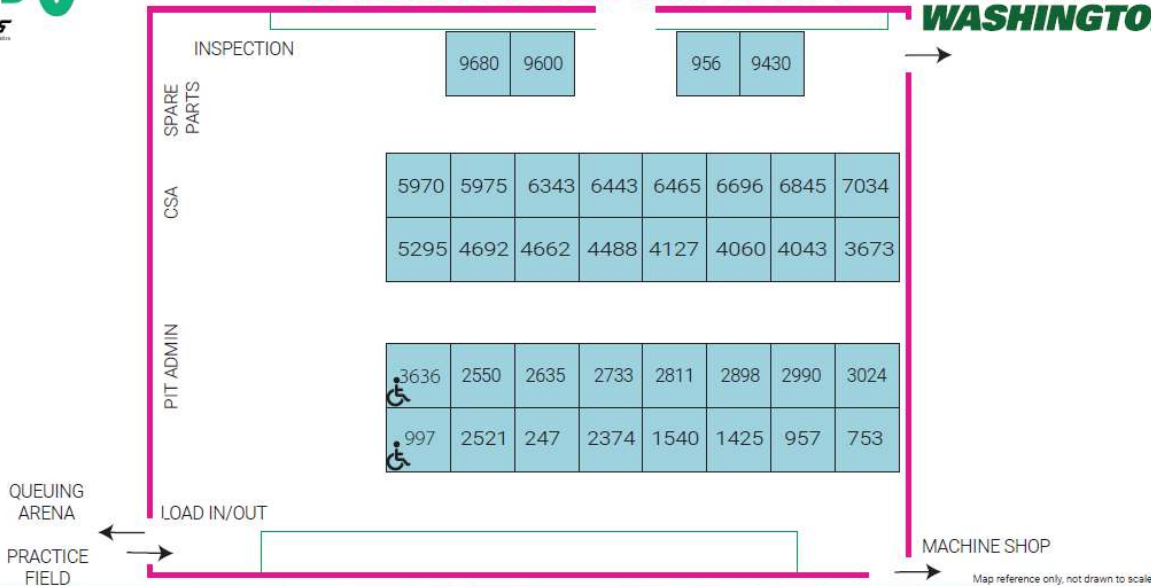 WASHINGTO
INSPECTION
9680 9600 956 9430
SPARE
PARTS
CSA
5970 5975 6343 6443 6465 6696 6845 7034
5295 4692 4662 4488 4127 4060 4043 3673
PIT ADMIN
3636 2550 2635 2733 2811 2898 2990 3024
997 2521 247 2374 1540 1425 957 753
QUEUING
ARENA
LOAD IN/OUT
PRACTICE
FIELD
MACHINE SHOP
Map reference only, not drawn to scale